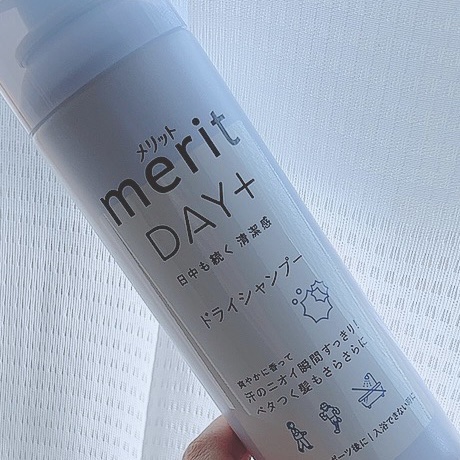 メリット
merit
DAY+
日中も続く 清潔感
ドライシャンプー
爽やかに香って
汗のニオイ瞬間すっきり!
ベタつく髪もさらさらに
ポーツ後に 入浴できない時に